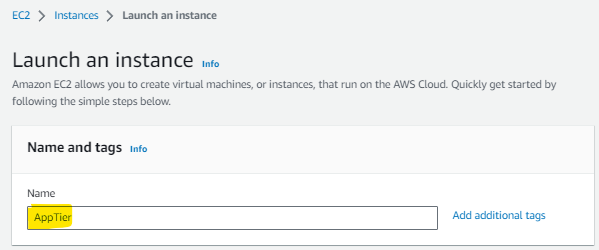 EC2 > Instances > Launch an instance
Launch an instance Info
Amazon EC2 allows you to create virtual machines, or instances, that run on the AWS Cloud. Quickly get started by
following the simple steps below.
Name and tags Info
Name
AppTier Add additional tags